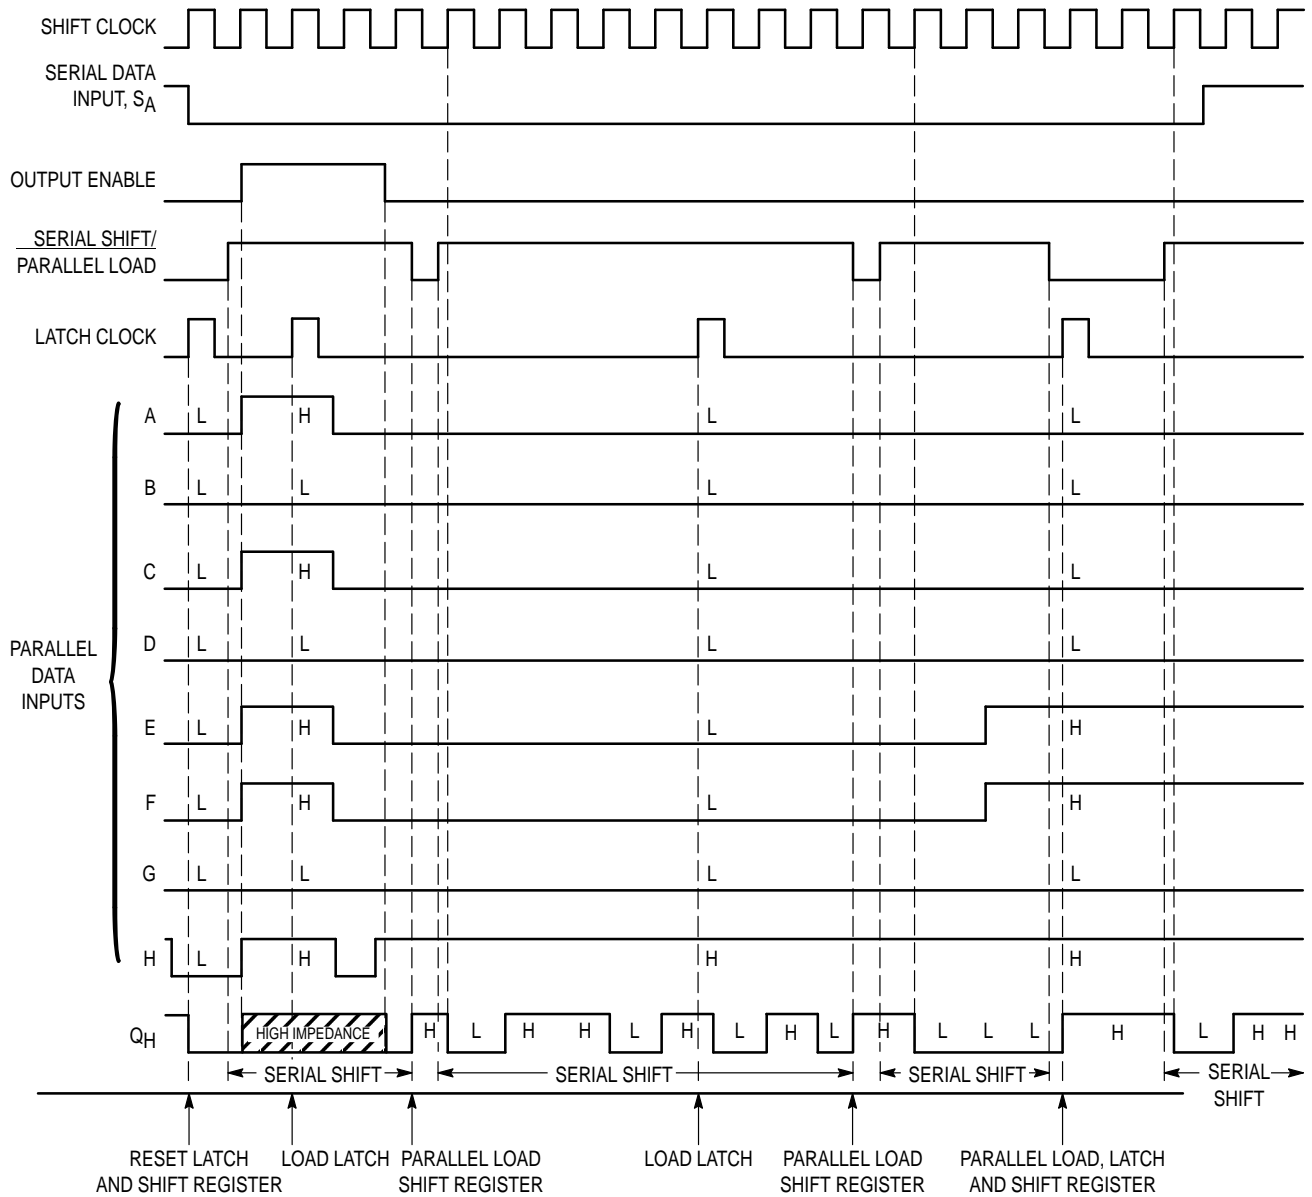 SHIFT CLOCK
SERIAL DATA
INPUT, SA
OUTPUT ENABLE
SERIAL SHIFT/
PARALLEL LOAD
LATCH CLOCK
A L H L L
B L L L L
C L H L L
D L L L L
PARALLEL
DATA
INPUTS
E L H L H
F L H L H
G L L L L
H L H H H
QH HIGH IMPEDANCE H L H H L H L H L H L L L H L H H
SERIAL SHIFT SERIAL SHIFT SERIAL SHIFT SERIAL
SHIFT
RESET LATCH
AND SHIFT REGISTER
LOAD LATCH
PARALLEL LOAD
SHIFT REGISTER
LOAD LATCH
PARALLEL LOAD
SHIFT REGISTER
PARALLEL LOAD, LATCH
AND SHIFT REGISTER